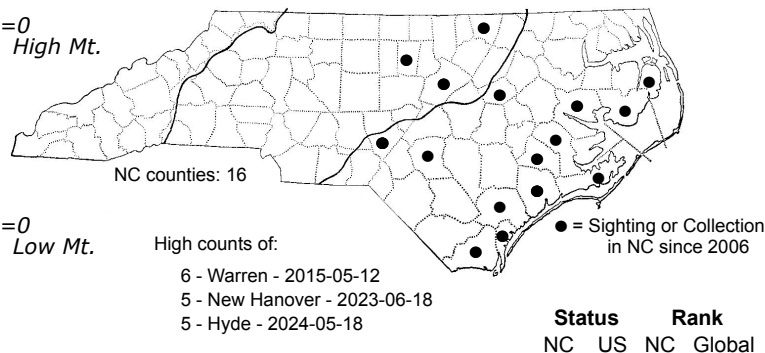 =0
High Mt.
NC counties: 16
=0
Low Mt.
High counts of:
6 - Warren - 2015-05-12
5 - New Hanover - 2023-06-18
5 - Hyde - 2024-05-18
● = Sighting or Collection
in NC since 2006
Status Rank
NC US NC Global